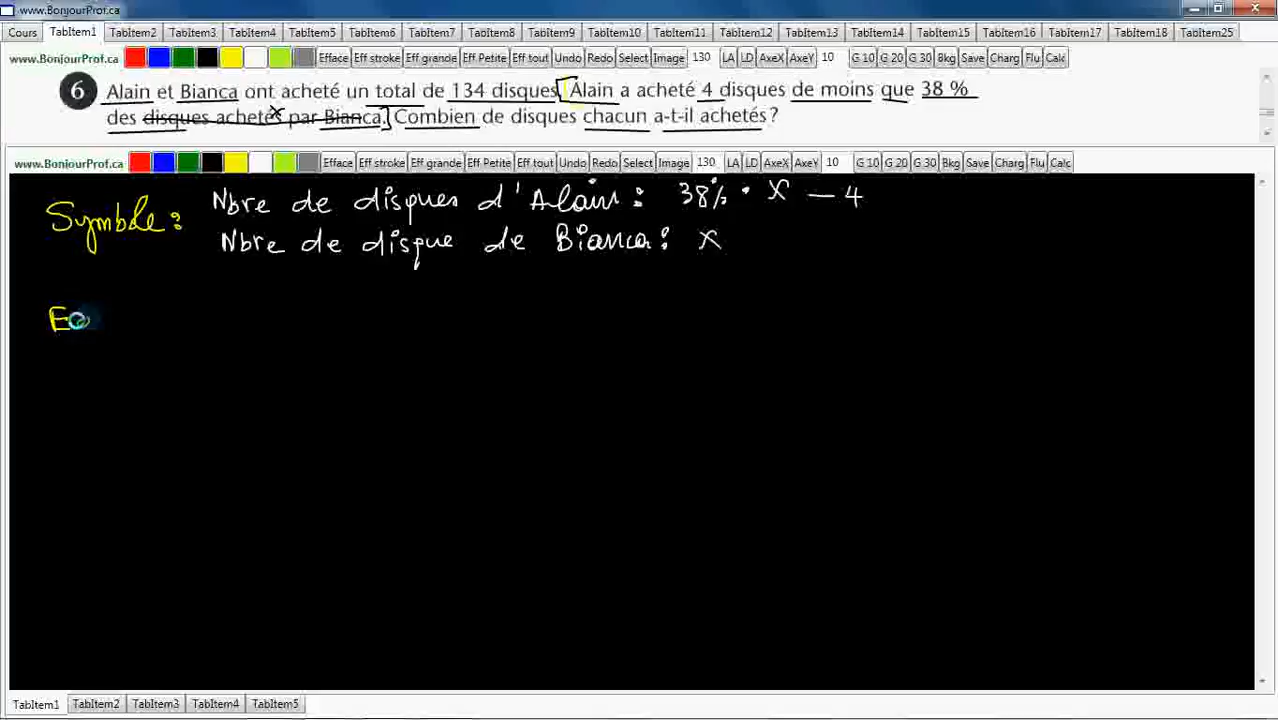 www.BonjourProf.ca
Cours TabItem1 TabItem2 TabItem3 TabItem4 TabItem5 TabItem6 TabItem7 TabItem8 TabItem9 TabItem10 TabItem11 TabItem12 TabItem13 TabItem14 TabItem15 TabItem16 TabItem17 TabItem18 TabItem19 TabItem25
www.BonjourProf.ca Efface Eff stroke Eff grande Eff Petite Eff tout Undo Redo Select Image 130 LA LD AxeX AxeY 10 G 10 G 20 G 30 Bkg Save Charg Flu Calc
6 Alain et Bianca ont acheté un total de 134 disques. Alain a acheté 4 disques de moins que 38 %
des disques achetés par Bianca. Combien de disques chacun a-t-il achetés ?
x
www.BonjourProf.ca Efface Eff stroke Eff grande Eff Petite Eff tout Undo Redo Select Image 130 LA LD AxeX AxeY 10 G 10 G 20 G 30 Bkg Save Charg Flu Calc
Symbole : Nbre de disques d'Alain : 38% · x – 4
Nbre de disque de Bianca : x
TabItem1 TabItem2 TabItem3 TabItem4 TabItem5